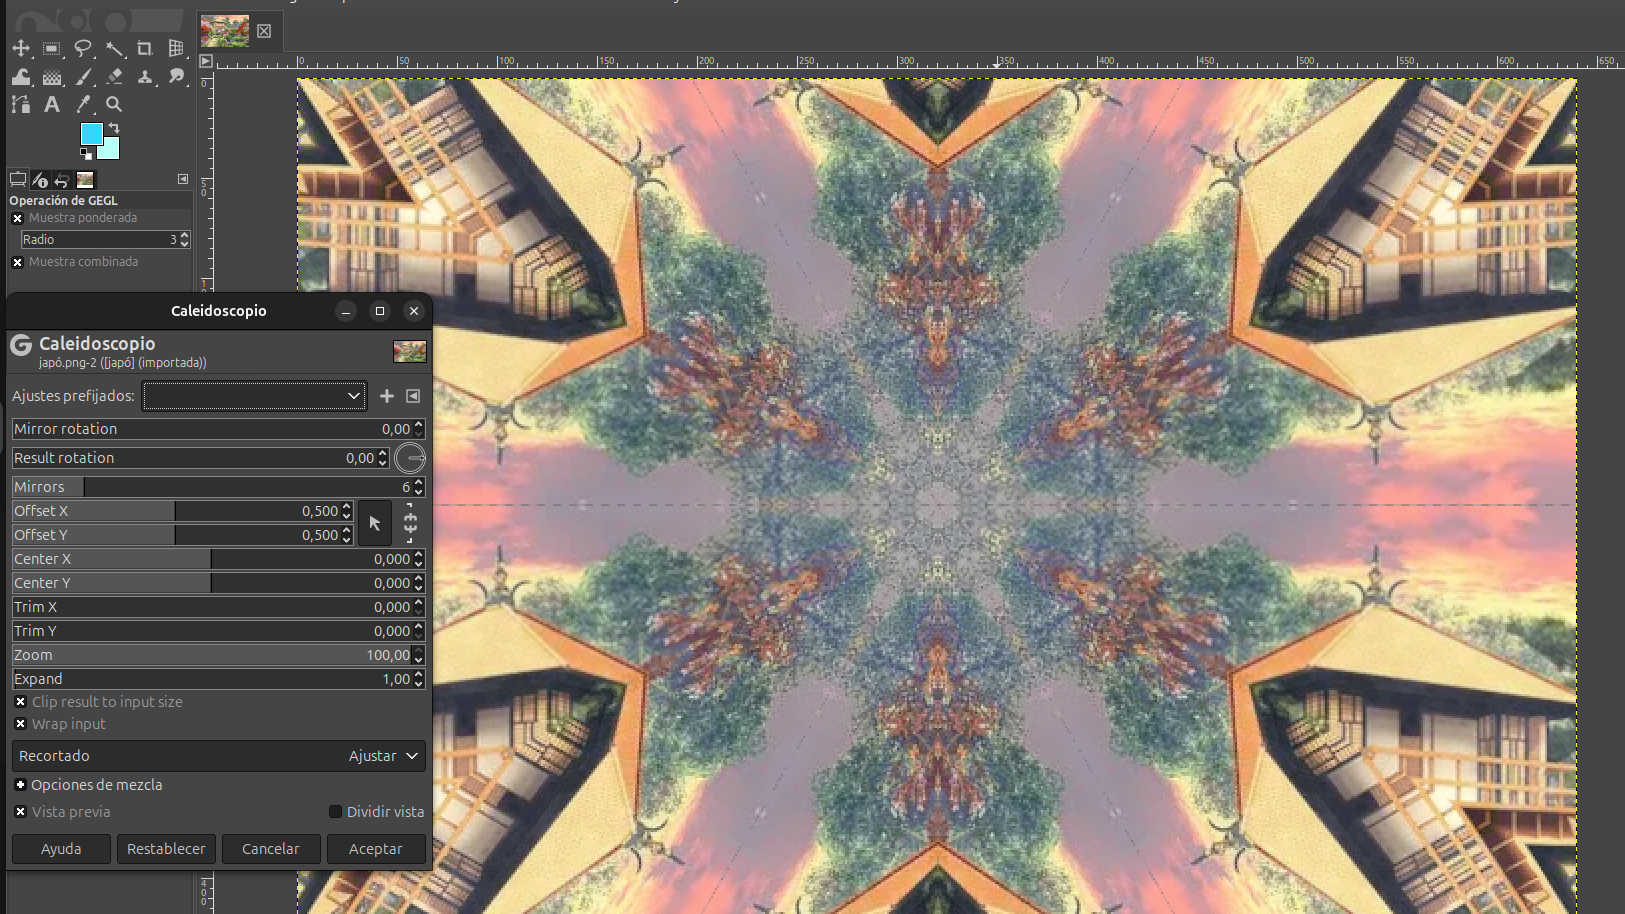 0 50 100 150 200 250 300 350 400 450 500 550 600 650
0
50
A
Operación de GEGL
Muestra ponderada
Radio 3
Muestra combinada
Caleidoscopio
Caleidoscopio
japó.png-2 ([japó] (importada))
Ajustes prefijados:
Mirror rotation 0,00
Result rotation 0,00
Mirrors 6
Offset X 0,500
Offset Y 0,500
Center X 0,000
Center Y 0,000
Trim X 0,000
Trim Y 0,000
Zoom 100,00
Expand 1,00
Clip result to input size
Wrap input
Recortado Ajustar
Opciones de mezcla
Vista previa Dividir vista
Ayuda Restablecer Cancelar Aceptar
400